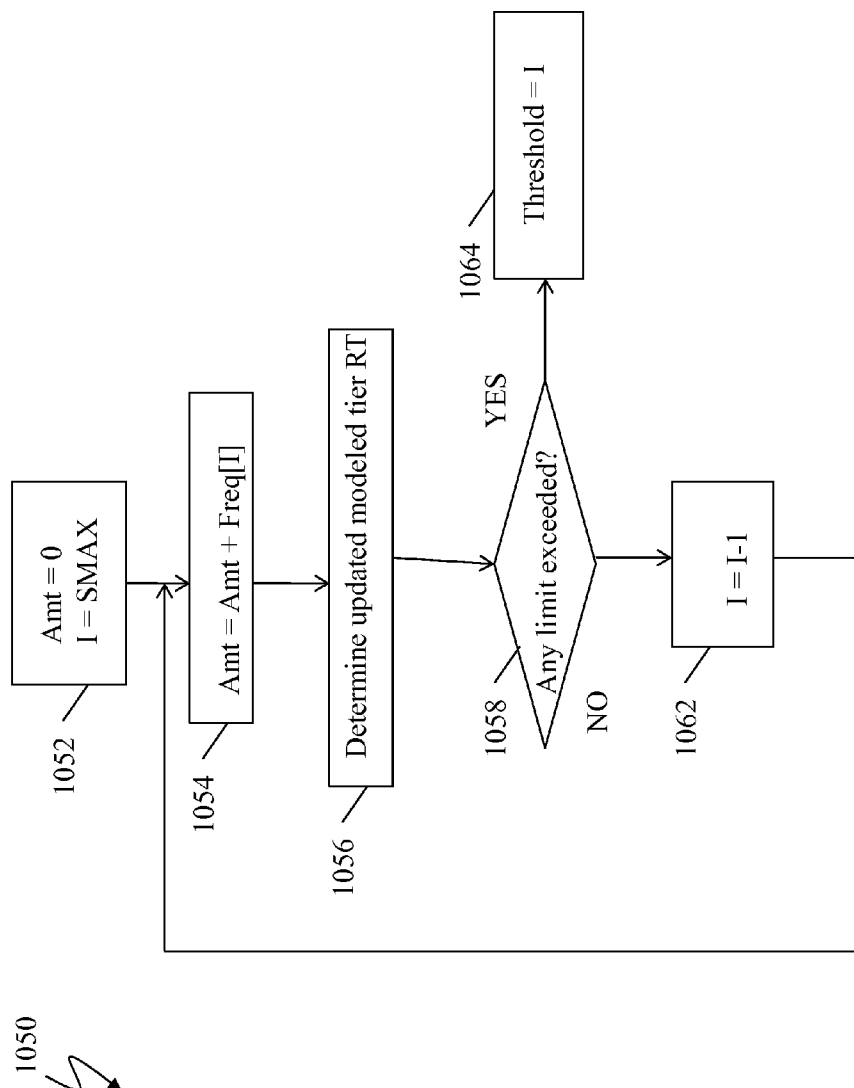 1050
1052
Amt = 0
I = SMAX
1054
Amt = Amt + Freq[I]
1056
Determine updated modeled tier RT
1058
Any limit exceeded?
YES
NO
1064
Threshold = I
1062
I = I-1